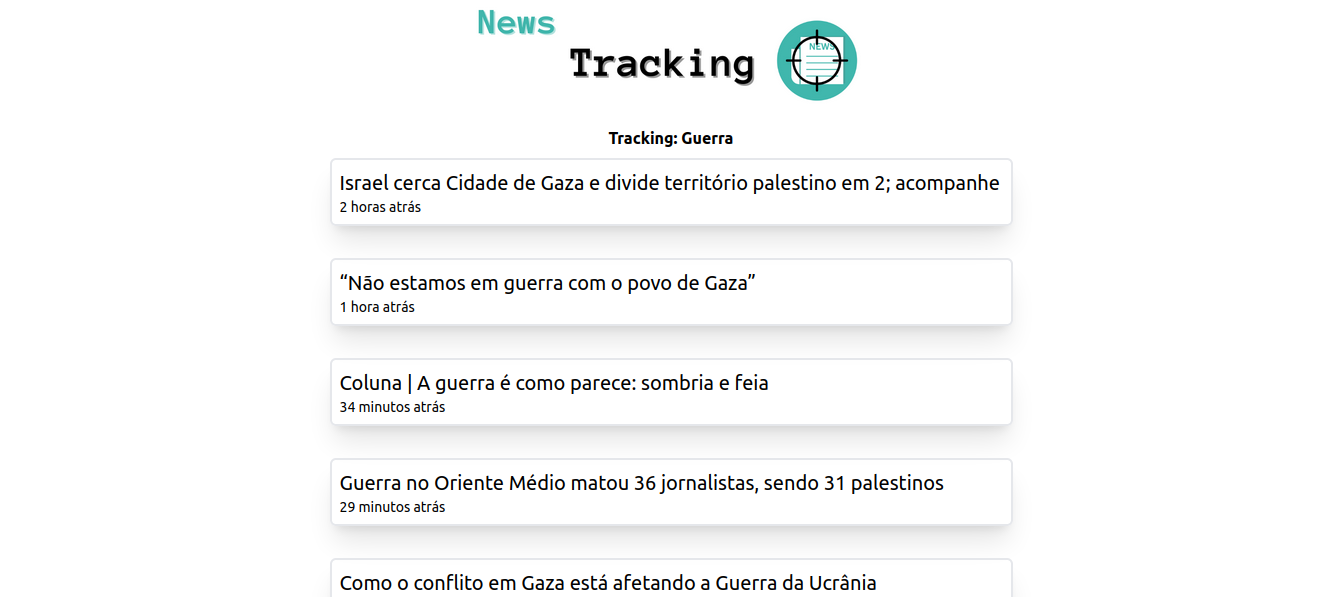 News
Tracking
NEWS
Tracking: Guerra
Israel cerca Cidade de Gaza e divide território palestino em 2; acompanhe
2 horas atrás
“Não estamos em guerra com o povo de Gaza”
1 hora atrás
Coluna | A guerra é como parece: sombria e feia
34 minutos atrás
Guerra no Oriente Médio matou 36 jornalistas, sendo 31 palestinos
29 minutos atrás
Como o conflito em Gaza está afetando a Guerra da Ucrânia